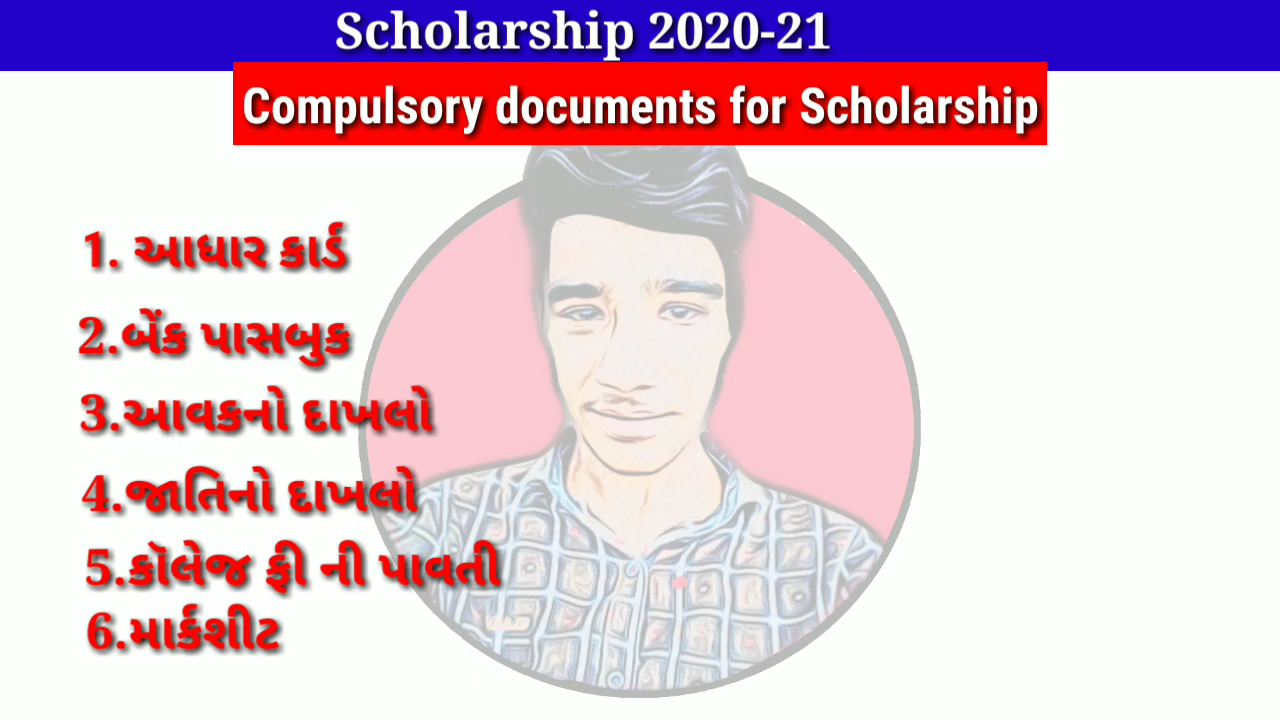 Scholarship 2020-21
Compulsory documents for Scholarship
1. આધાર કાર્ડ
2.બેંક પાસબુક
3.આવકનો દાખલો
4.જાતિનો દાખલો
5.કૉલેજ ફી ની પાવતી
6.માર્કશીટ